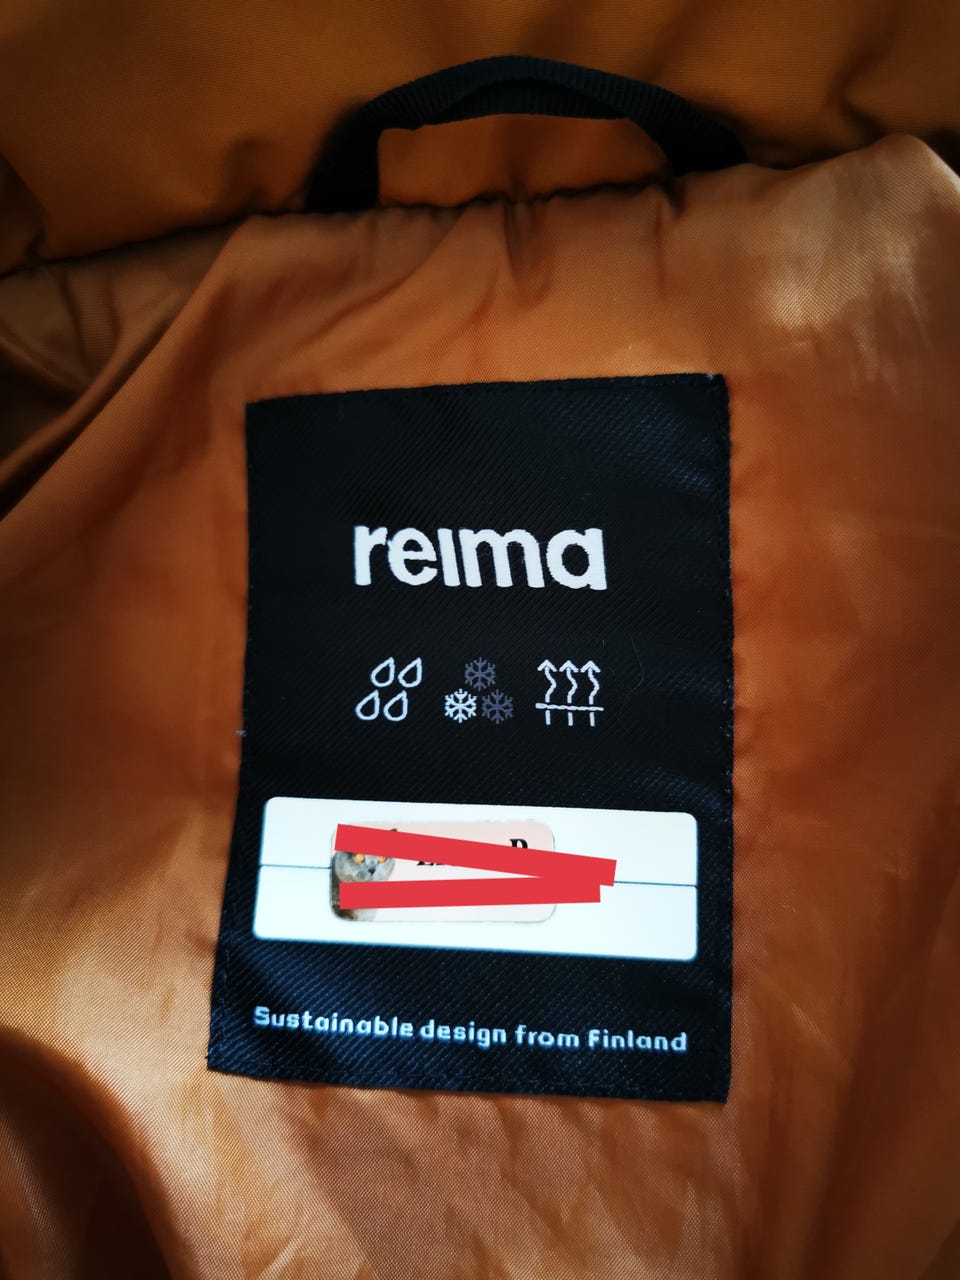 reima
Sustainable design from Finland